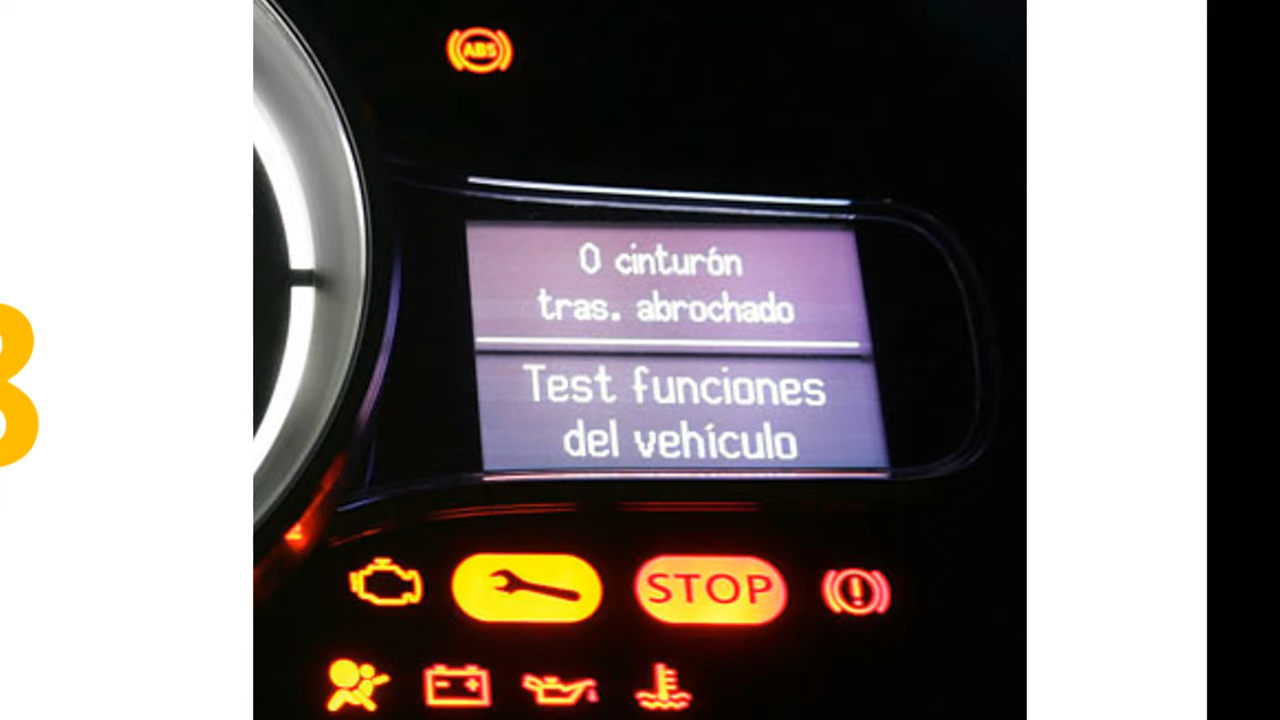 ABS
0 cinturón
tras. abrochado
Test funciones
del vehículo
STOP